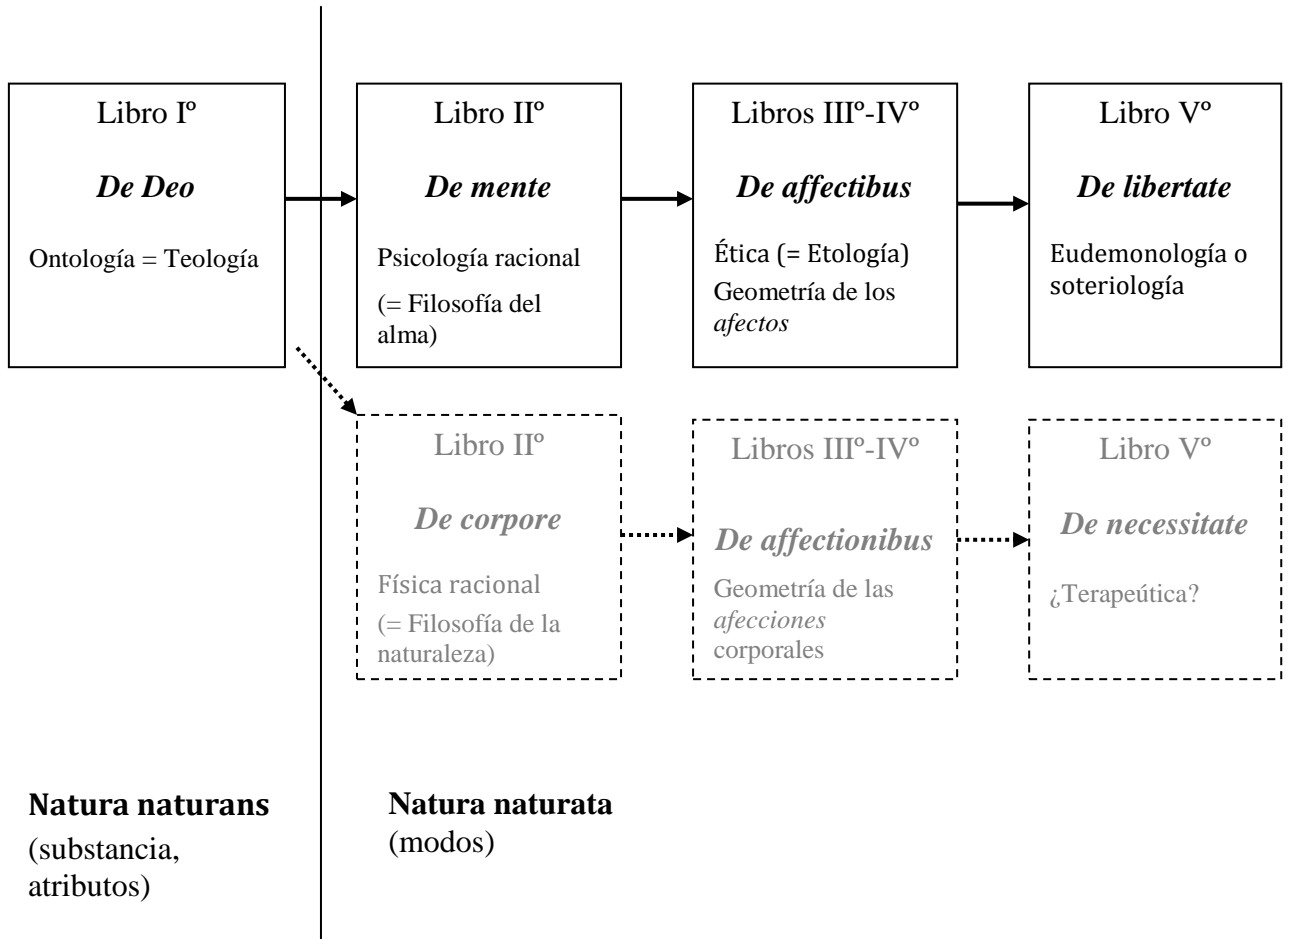 Libro Iº
De Deo
Ontología = Teología
Libro IIº
De mente
Psicología racional
(= Filosofía del
alma)
Libros IIIº-IVº
De affectibus
Ética (= Etología)
Geometría de los
afectos
Libro Vº
De libertate
Eudemonología o
soteriología
Libro IIº
De corpore
Física racional
(= Filosofía de la
naturaleza)
Libros IIIº-IVº
De affectionibus
Geometría de las
afecciones
corporales
Libro Vº
De necessitate
¿Terapeútica?
Natura naturans
(substancia,
atributos)
Natura naturata
(modos)